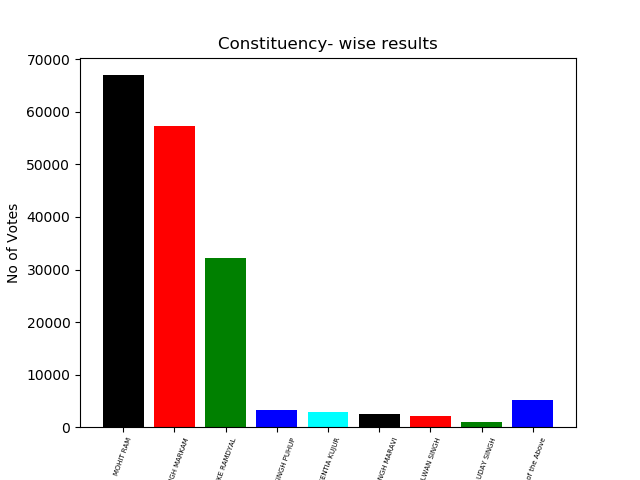 Constituency- wise results
No of Votes
70000
60000
50000
40000
30000
20000
10000
0
MOHIT RAM
GH MARKAM
KE RAMDYAL
INGH PUHUP
ENTIA KUJUR
NGH MARAVI
LWAN SINGH
UDAY SINGH
of the Above